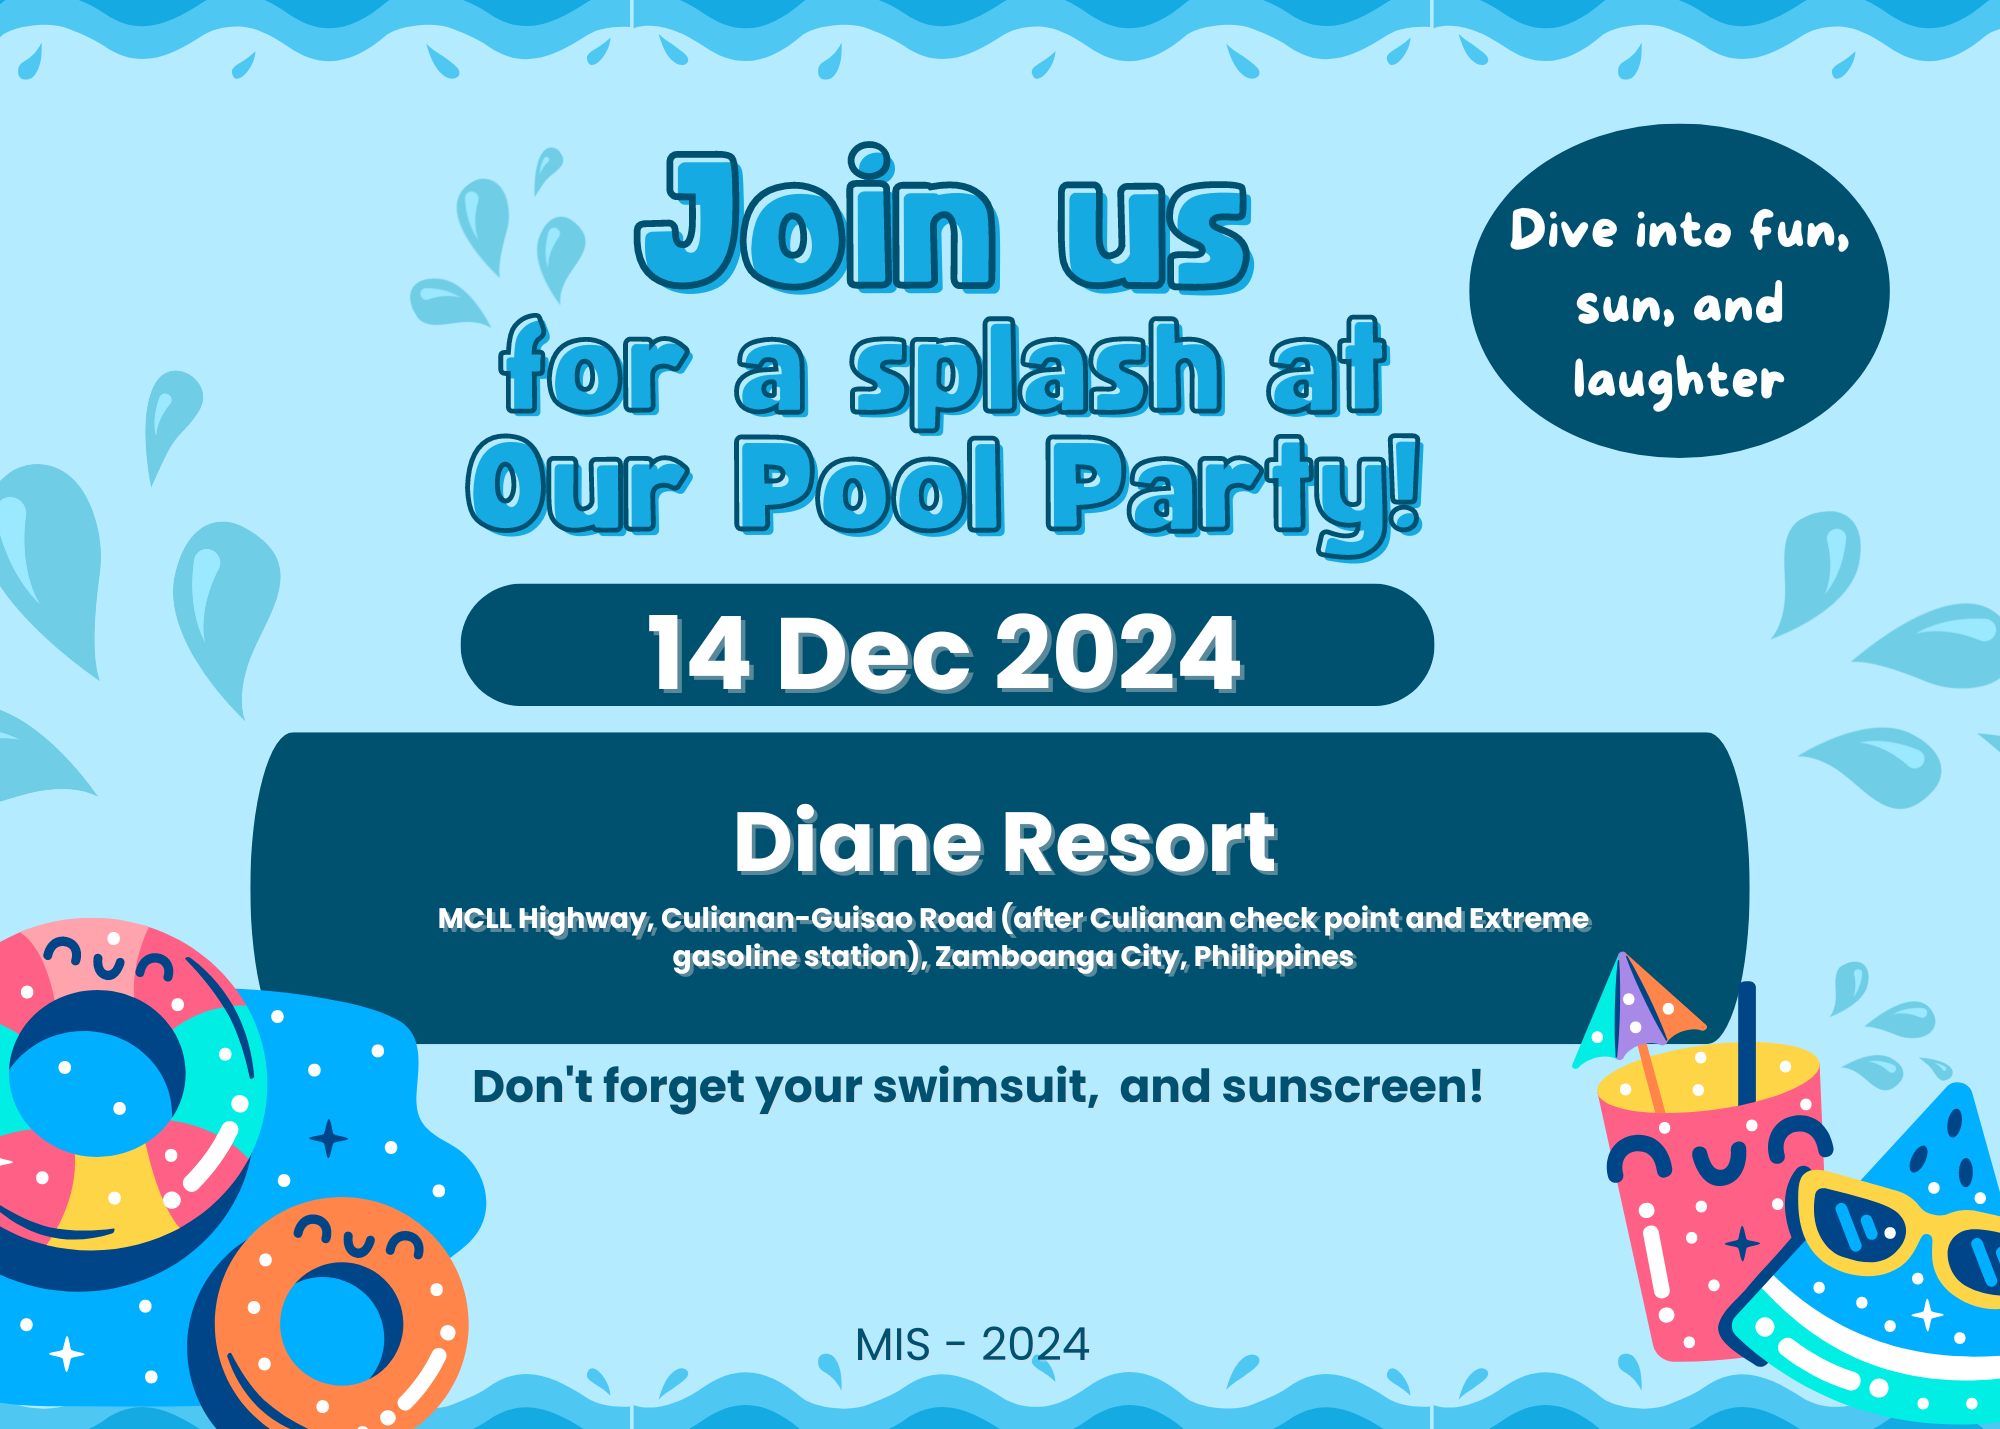 Join us
for a splash at
Our Pool Party!
Dive into fun,
sun, and
laughter
14 Dec 2024
Diane Resort
MCLL Highway, Culianan-Guisao Road (after Culianan check point and Extreme
gasoline station), Zamboanga City, Philippines
Don't forget your swimsuit,  and sunscreen!
MIS - 2024